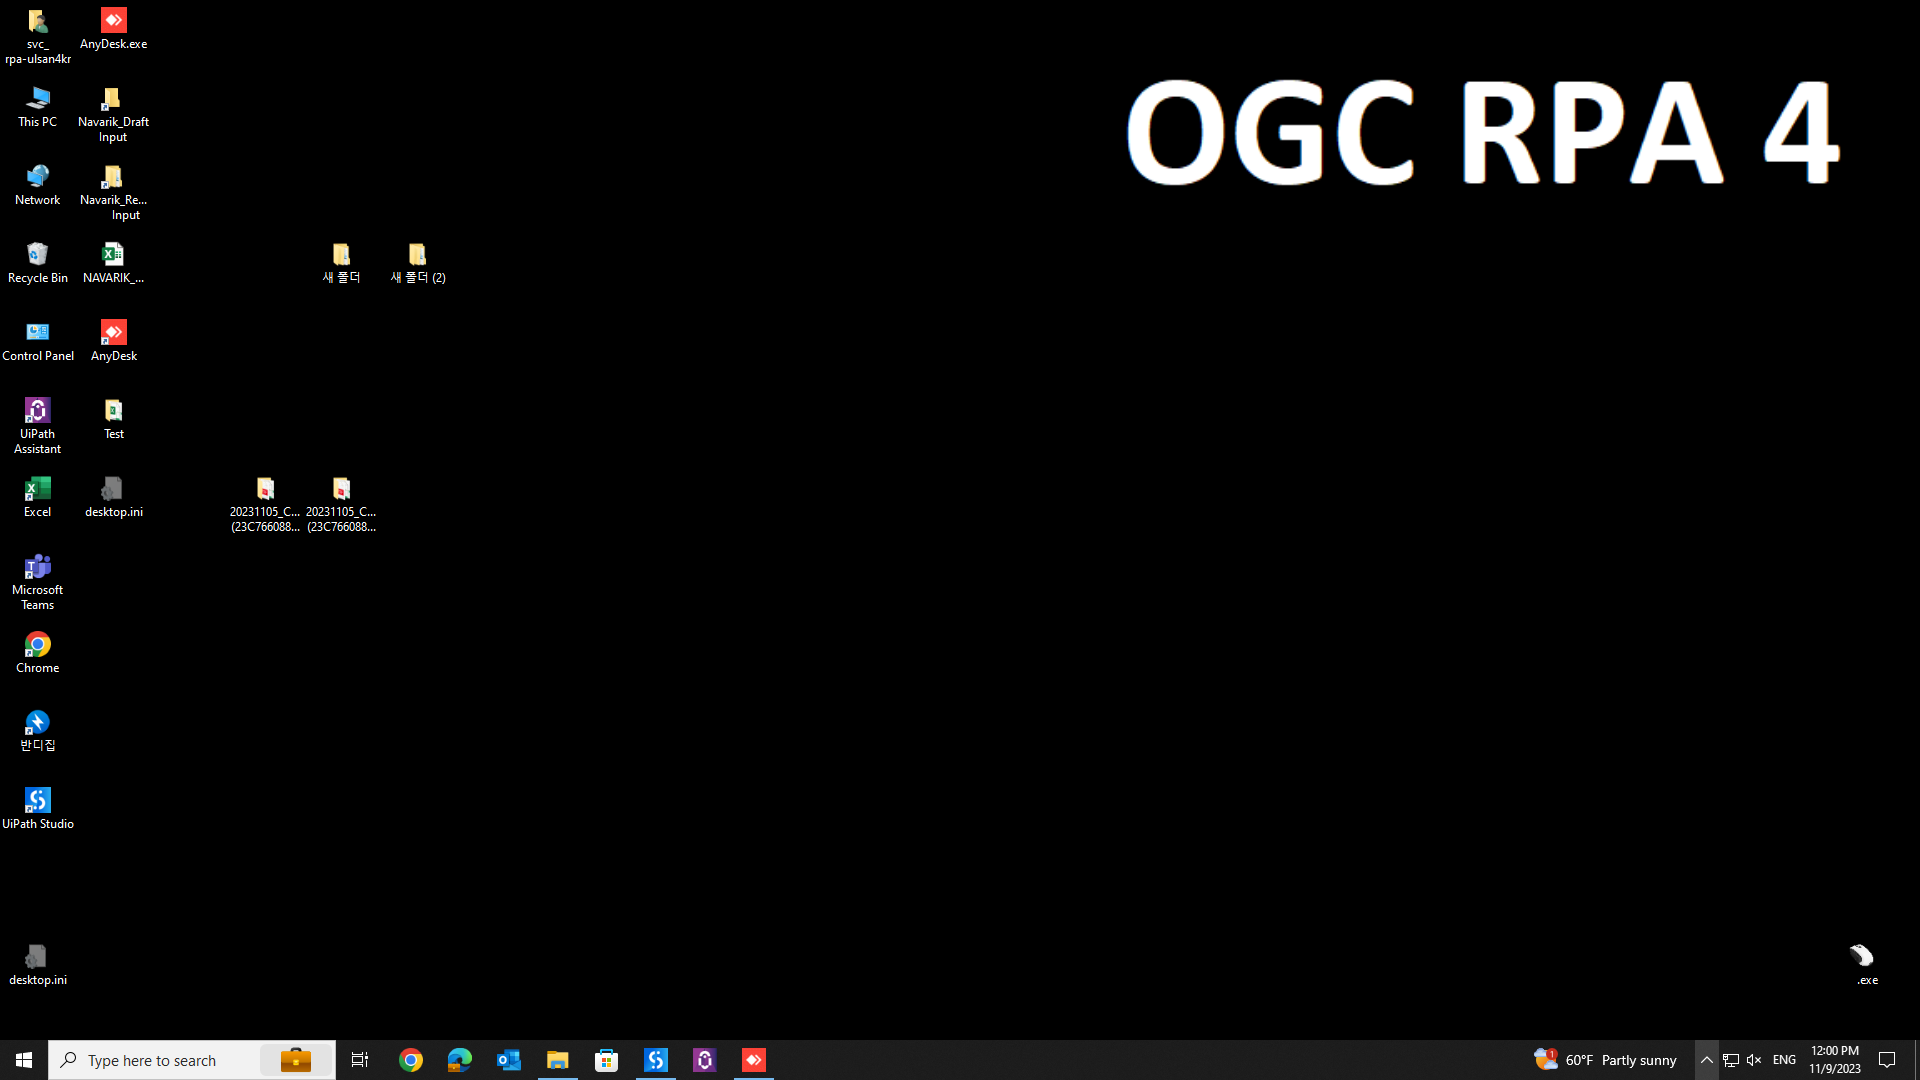 OGC RPA 4
svc_
rpa-ulsan4kr
AnyDesk.exe
This PC
Navarik_Draft
Input
Network
Navarik_Re...
Input
Recycle Bin
NAVARIK_...
새 폴더
새 폴더 (2)
Control Panel
AnyDesk
UiPath
Assistant
Test
Excel
desktop.ini
20231105_C...
(23C766088...
20231105_C...
(23C766088...
Microsoft
Teams
Chrome
반디집
UiPath Studio
desktop.ini
.exe
Type here to search
1
60°F Partly sunny
ENG
12:00 PM
11/9/2023